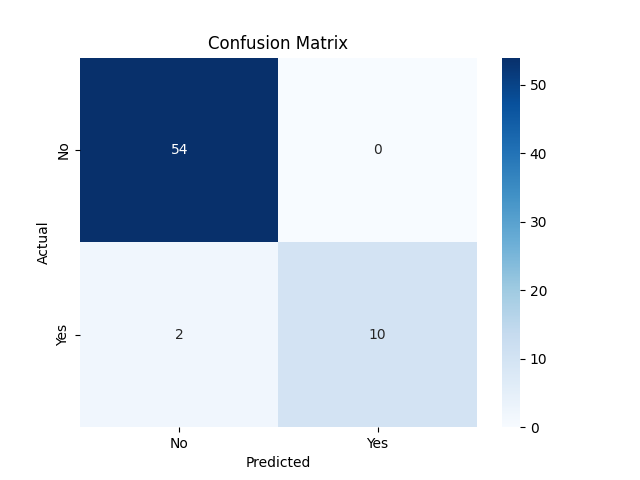 Confusion Matrix
No
54
0
Actual
Yes
2
10
No
Yes
Predicted
50
40
30
20
10
0